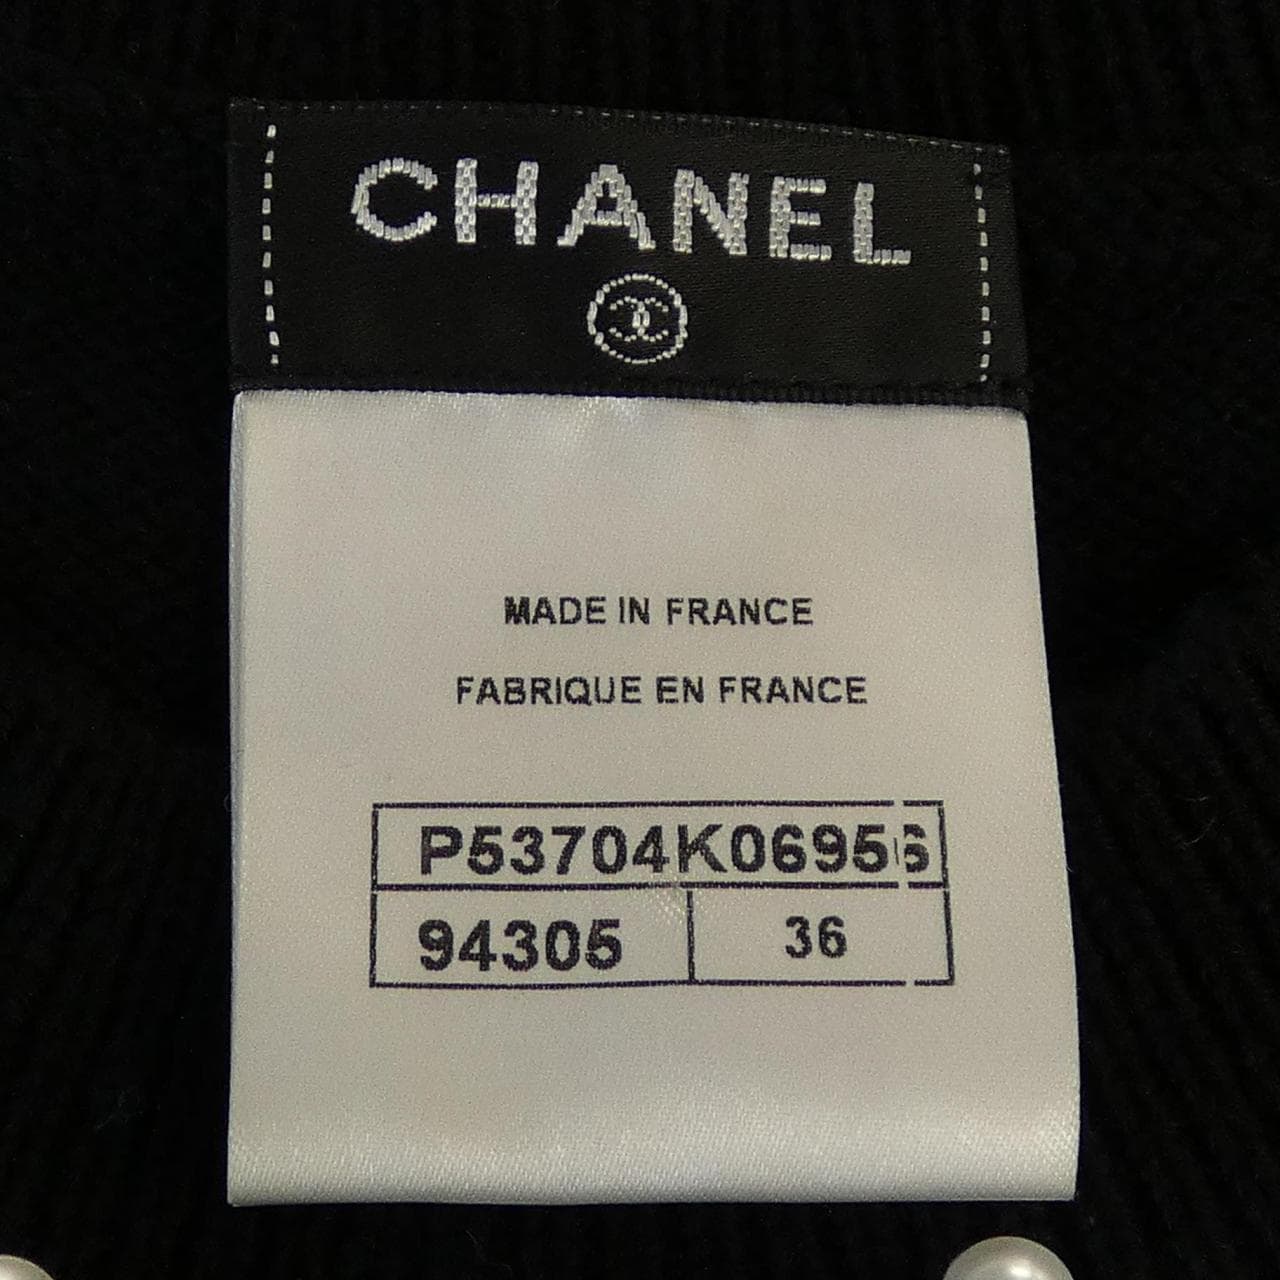 CHANEL
MADE IN FRANCE
FABRIQUE EN FRANCE
P53704K06956
94305 36